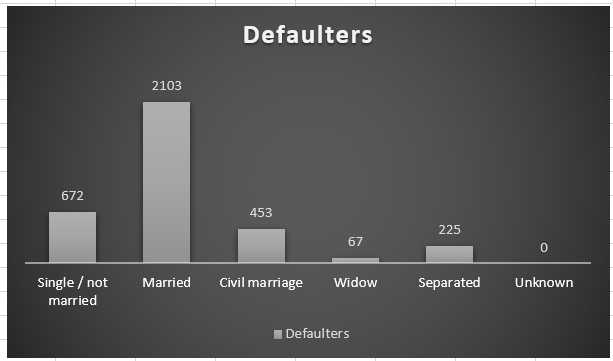 Defaulters
2103
672
453
67
225
0
Single / not
married
Married
Civil marriage
Widow
Separated
Unknown
Defaulters